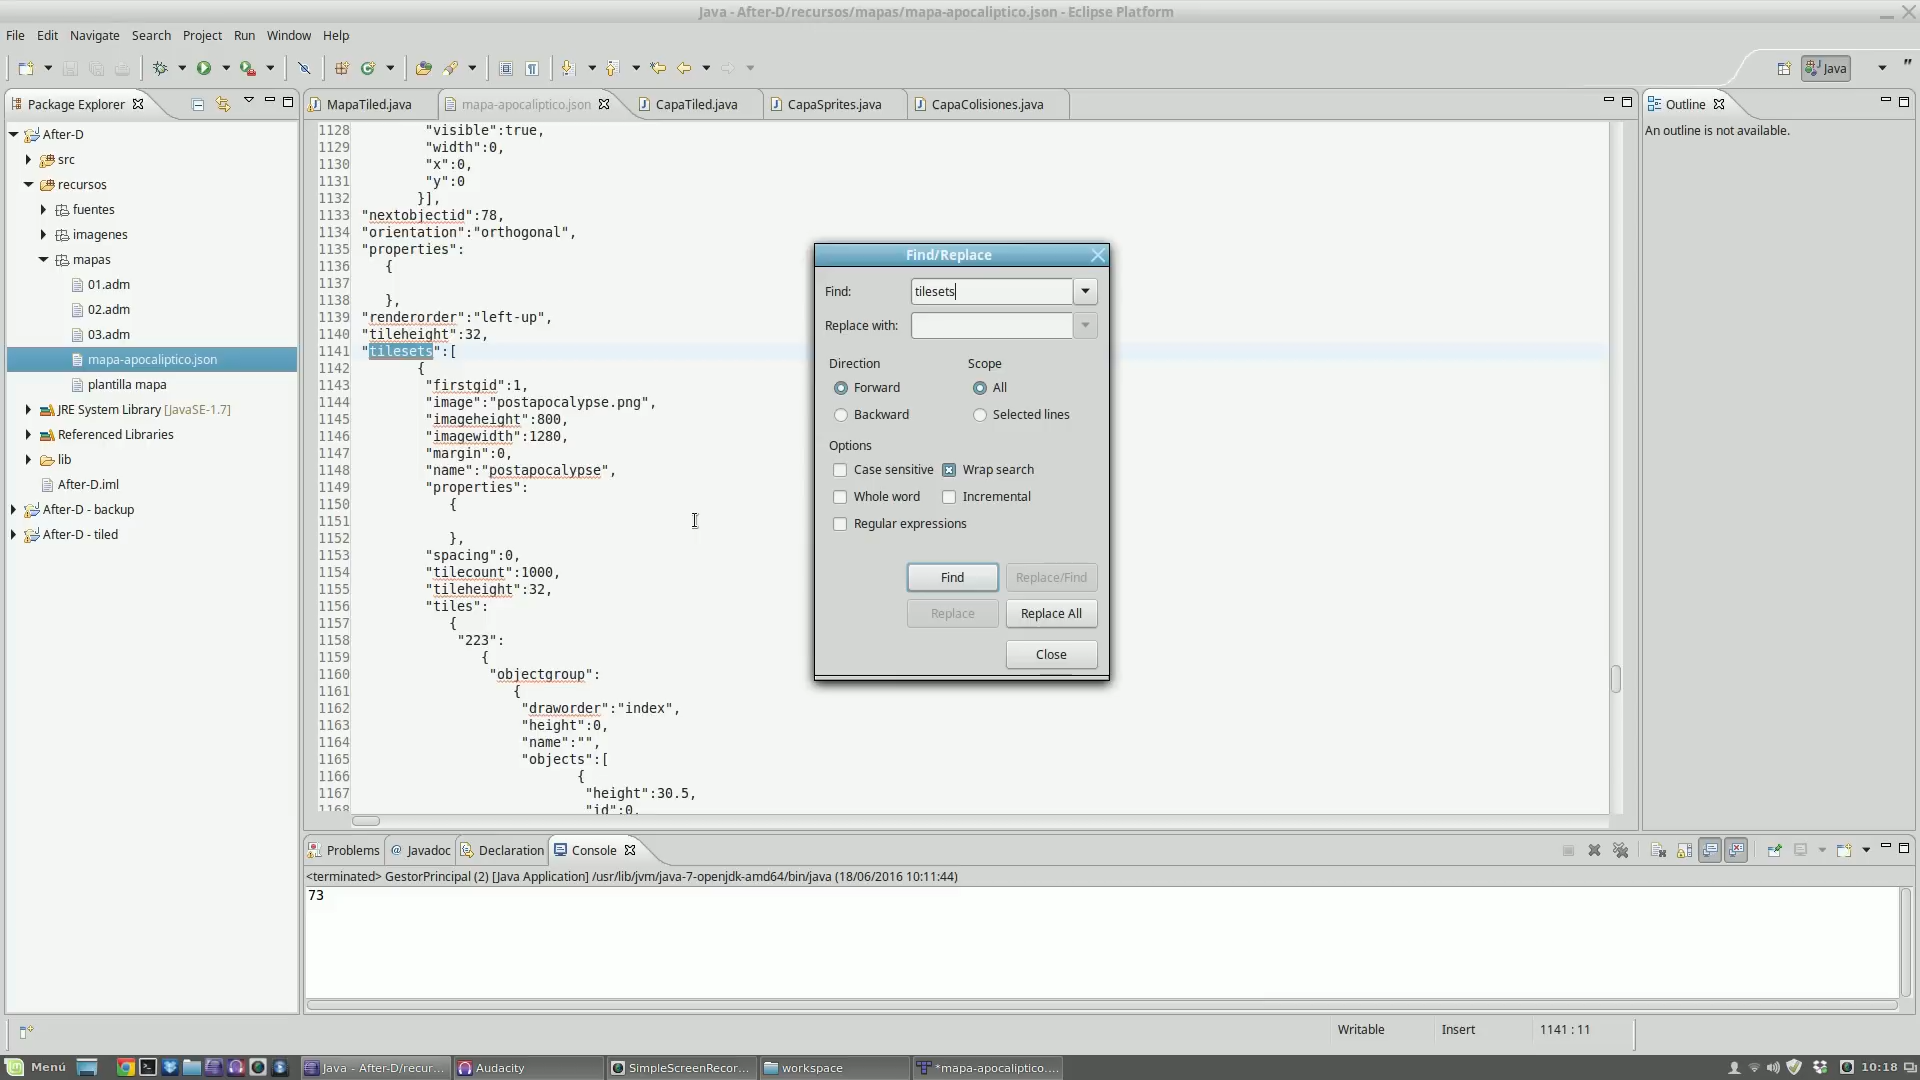 Java - After-D/recursos/mapas/mapa-apocaliptico.json - Eclipse Platform
File Edit Navigate Search Project Run Window Help
Java
Package Explorer
After-D
src
recursos
fuentes
imagenes
mapas
01.adm
02.adm
03.adm
mapa-apocaliptico.json
plantilla mapa
JRE System Library [JavaSE-1.7]
Referenced Libraries
lib
After-D.iml
After-D - backup
After-D - tiled
MapaTiled.java mapa-apocaliptico.json CapaTiled.java CapaSprites.java CapaColisiones.java
1128 "visible":true,
1129 "width":0,
1130 "x":0,
1131 "y":0
1132 }],
1133 "nextobjectid":78,
1134 "orientation":"orthogonal",
1135 "properties":
1136 {
1137
1138 },
1139 "renderorder":"left-up",
1140 "tileheight":32,
1141 "tilesets":[
1142 {
1143 "firstgid":1,
1144 "image":"postapocalypse.png",
1145 "imageheight":800,
1146 "imagewidth":1280,
1147 "margin":0,
1148 "name":"postapocalypse",
1149 "properties":
1150 {
1151
1152 },
1153 "spacing":0,
1154 "tilecount":1000,
1155 "tileheight":32,
1156 "tiles":
1157 {
1158 "223":
1159 {
1160 "objectgroup":
1161 {
1162 "draworder":"index",
1163 "height":0,
1164 "name":"",
1165 "objects":[
1166 {
1167 "height":30.5,
1168 "id":0,
Find/Replace
Find: tilesets
Replace with:
Direction Scope
Forward All
Backward Selected lines
Options
Case sensitive Wrap search
Whole word Incremental
Regular expressions
Find Replace/Find
Replace Replace All
Close
Outline
An outline is not available.
Problems @ Javadoc Declaration Console
<terminated> GestorPrincipal (2) [Java Application] /usr/lib/jvm/java-7-openjdk-amd64/bin/java (18/06/2016 10:11:44)
73
Writable Insert 1141 : 11
Menú Java - After-D/recur... Audacity SimpleScreenRecor... workspace *mapa-apocaliptico.... 10:18